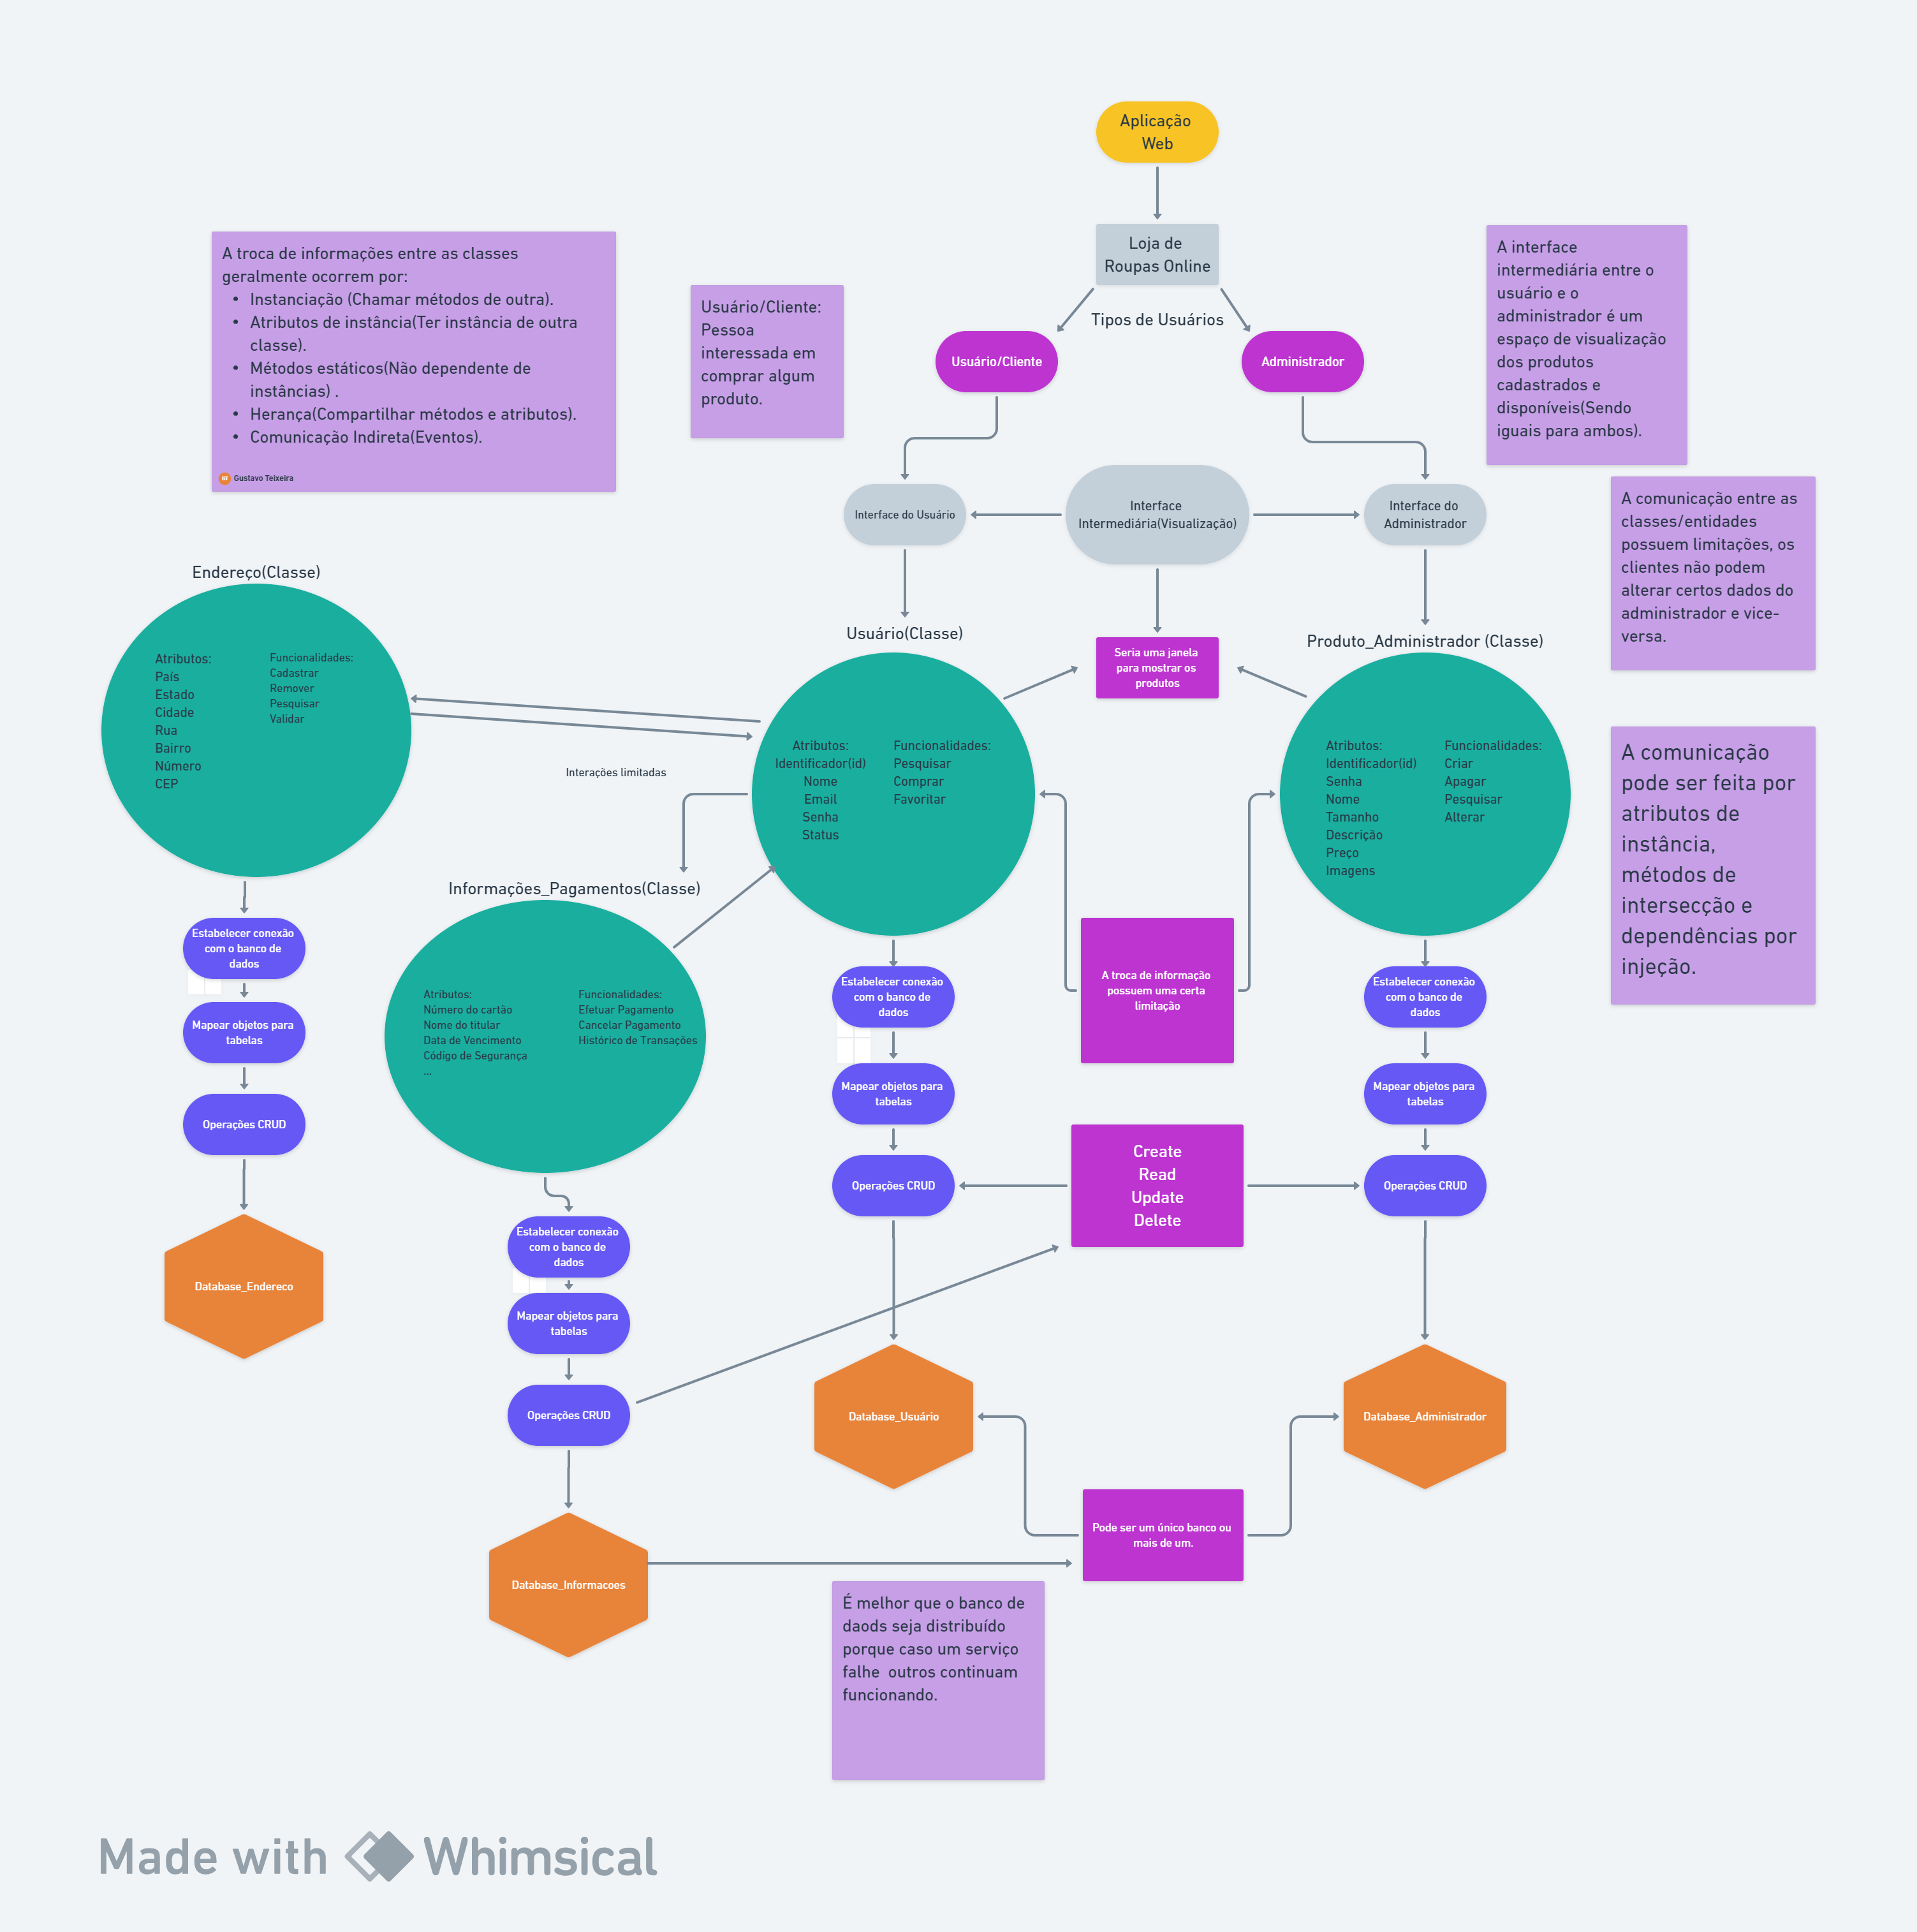 Aplicação
Web
Loja de
Roupas Online
A troca de informações entre as classes
geralmente ocorrem por:
• Instanciação (Chamar métodos de outra).
• Atributos de instância(Ter instância de outra
classe).
• Métodos estáticos(Não dependente de
instâncias) .
• Herança(Compartilhar métodos e atributos).
• Comunicação Indireta(Eventos).
Gustavo Teixeira
Usuário/Cliente:
Pessoa
interessada em
comprar algum
produto.
Tipos de Usuários
Usuário/Cliente
Administrador
A interface
intermediária entre o
usuário e o
administrador é um
espaço de visualização
dos produtos
cadastrados e
disponíveis(Sendo
iguais para ambos).
Interface do Usuário
Interface
Intermediária(Visualização)
Interface do
Administrador
A comunicação entre as
classes/entidades
possuem limitações, os
clientes não podem
alterar certos dados do
administrador e vice-
versa.
Endereço(Classe)
Atributos:
País
Estado
Cidade
Rua
Bairro
Número
CEP
Funcionalidades:
Cadastrar
Remover
Pesquisar
Validar
Usuário(Classe)
Seria uma janela
para mostrar os
produtos
Produto_Administrador (Classe)
Interações limitadas
Atributos:
Identificador(id)
Nome
Email
Senha
Status
Funcionalidades:
Pesquisar
Comprar
Favoritar
Atributos:
Identificador(id)
Senha
Nome
Tamanho
Descrição
Preço
Imagens
Funcionalidades:
Criar
Apagar
Pesquisar
Alterar
A comunicação
pode ser feita por
atributos de
instância,
métodos de
intersecção e
dependências por
injeção.
Informações_Pagamentos(Classe)
Atributos:
Número do cartão
Nome do titular
Data de Vencimento
Código de Segurança
...
Funcionalidades:
Efetuar Pagamento
Cancelar Pagamento
Histórico de Transações
Estabelecer conexão
com o banco de
dados
Mapear objetos para
tabelas
Operações CRUD
Database_Endereco
Estabelecer conexão
com o banco de
dados
Mapear objetos para
tabelas
Operações CRUD
Database_Informacoes
Estabelecer conexão
com o banco de
dados
Mapear objetos para
tabelas
Operações CRUD
Database_Usuário
A troca de informação
possuem uma certa
limitação
Create
Read
Update
Delete
Estabelecer conexão
com o banco de
dados
Mapear objetos para
tabelas
Operações CRUD
Database_Administrador
Pode ser um único banco ou
mais de um.
É melhor que o banco de
daods seja distribuído
porque caso um serviço
falhe outros continuam
funcionando.
Made with Whimsical